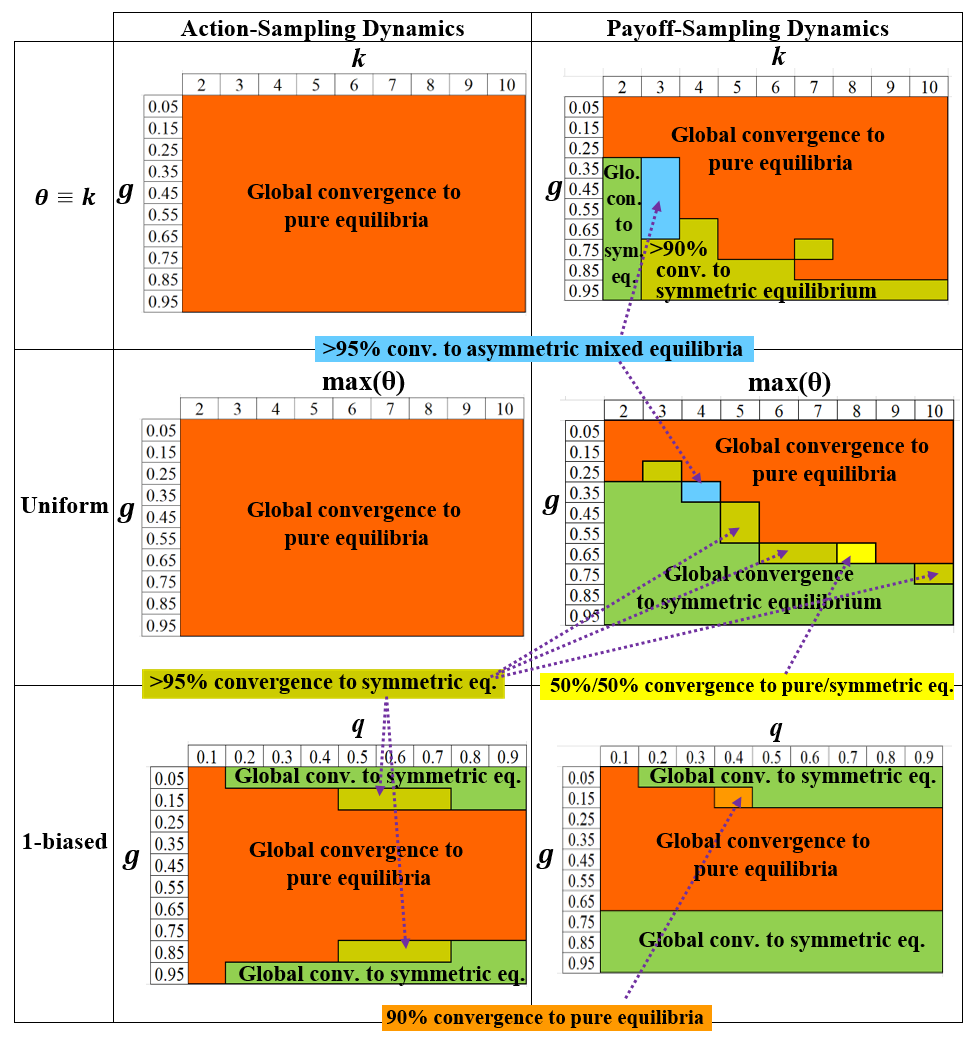 Action-Sampling Dynamics
Payoff-Sampling Dynamics
θ ≡ k
k
2 3 4 5 6 7 8 9 10
g
0.05
0.15
0.25
0.35
0.45
0.55
0.65
0.75
0.85
0.95
Global convergence to
pure equilibria
k
2 3 4 5 6 7 8 9 10
g
0.05
0.15
0.25
0.35
0.45
0.55
0.65
0.75
0.85
0.95
Global convergence to
pure equilibria
Glo.
con.
to
sym.
eq.
>90%
conv. to
symmetric equilibrium
>95% conv. to asymmetric mixed equilibria
Uniform
max(θ)
2 3 4 5 6 7 8 9 10
g
0.05
0.15
0.25
0.35
0.45
0.55
0.65
0.75
0.85
0.95
Global convergence to
pure equilibria
max(θ)
2 3 4 5 6 7 8 9 10
g
0.05
0.15
0.25
0.35
0.45
0.55
0.65
0.75
0.85
0.95
Global convergence to
pure equilibria
Global convergence
to symmetric equilibrium
>95% convergence to symmetric eq.
50%/50% convergence to pure/symmetric eq.
1-biased
q
0.1 0.2 0.3 0.4 0.5 0.6 0.7 0.8 0.9
g
0.05
0.15
0.25
0.35
0.45
0.55
0.65
0.75
0.85
0.95
Global conv. to symmetric eq.
Global convergence to
pure equilibria
Global conv. to symmetric eq.
q
0.1 0.2 0.3 0.4 0.5 0.6 0.7 0.8 0.9
g
0.05
0.15
0.25
0.35
0.45
0.55
0.65
0.75
0.85
0.95
Global conv. to symmetric eq.
Global convergence to
pure equilibria
Global conv. to symmetric eq.
90% convergence to pure equilibria